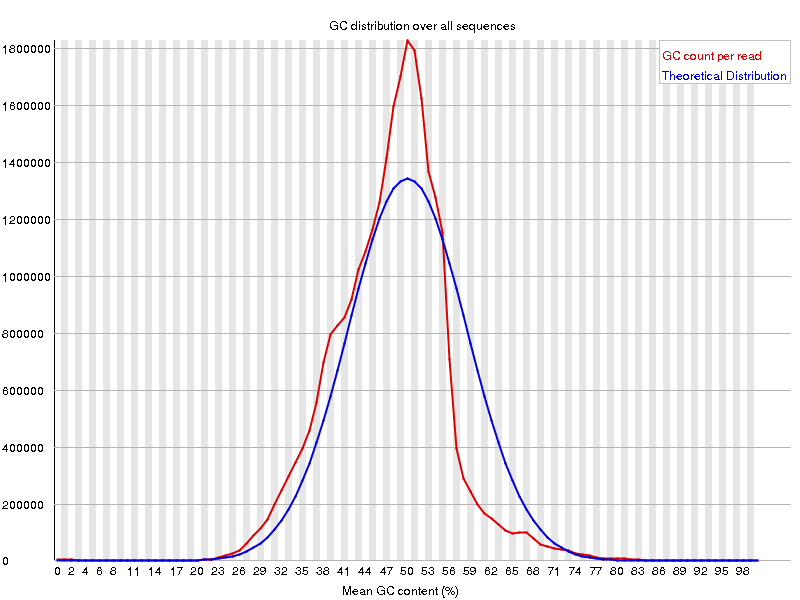 GC distribution over all sequences
GC count per read
Theoretical Distribution
1800000
1600000
1400000
1200000
1000000
800000
600000
400000
200000
0
0 2 4 6 8 11 14 17 20 23 26 29 32 35 38 41 44 47 50 53 56 59 62 65 68 71 74 77 80 83 86 89 92 95 98
Mean GC content (%)